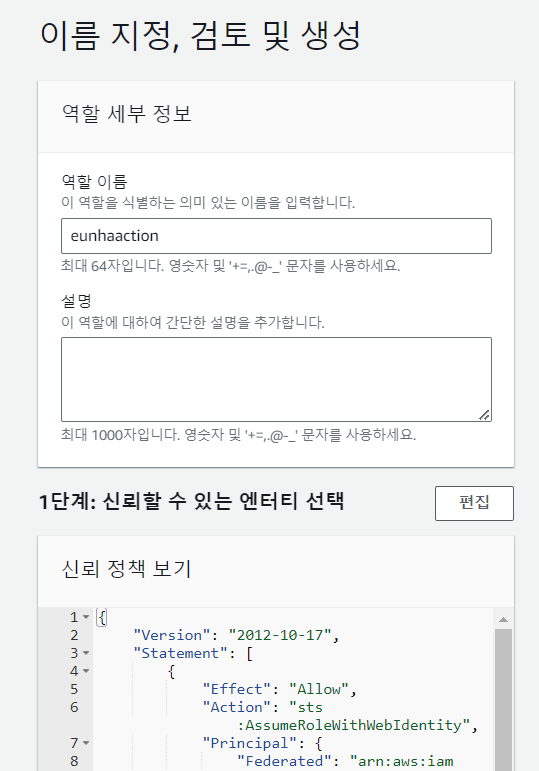 이름 지정, 검토 및 생성
역할 세부 정보
역할 이름
이 역할을 식별하는 의미 있는 이름을 입력합니다.
eunhaaction
최대 64자입니다. 영숫자 및 '+=,.@-_' 문자를 사용하세요.
설명
이 역할에 대하여 간단한 설명을 추가합니다.
최대 1000자입니다. 영숫자 및 '+=,.@-_' 문자를 사용하세요.
1단계: 신뢰할 수 있는 엔터티 선택
편집
신뢰 정책 보기
1 {
2 "Version": "2012-10-17",
3 "Statement": [
4 {
5 "Effect": "Allow",
6 "Action": "sts
:AssumeRoleWithWebIdentity",
7 "Principal": {
8 "Federated": "arn:aws:iam